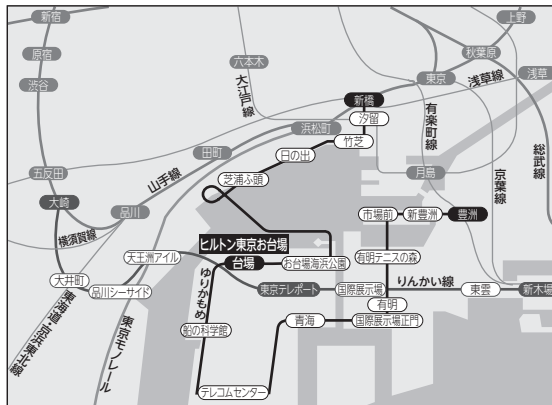 新宿
上野
原宿
六本木
秋葉原
渋谷
大江戸線
東京
浅草線
浅草
新橋
汐留
浜松町
有楽町線
竹芝
総武線
田町
日の出
五反田
山手線
芝浦ふ頭
月島
京葉線
大崎
品川
市場前
新豊洲
豊洲
横須賀線
ヒルトン東京お台場
天王洲アイル
台場
お台場海浜公園
有明テニスの森
大井町
品川シーサイド
ゆりかもめ
東京テレポート
国際展示場
りんかい線
東雲
新木場
東海道・京浜東北線
東京モノレール
船の科学館
有明
青海
国際展示場正門
テレコムセンター